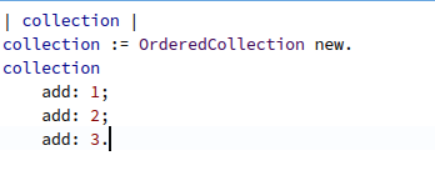 | collection |
collection := OrderedCollection new.
collection
    add: 1;
    add: 2;
    add: 3.